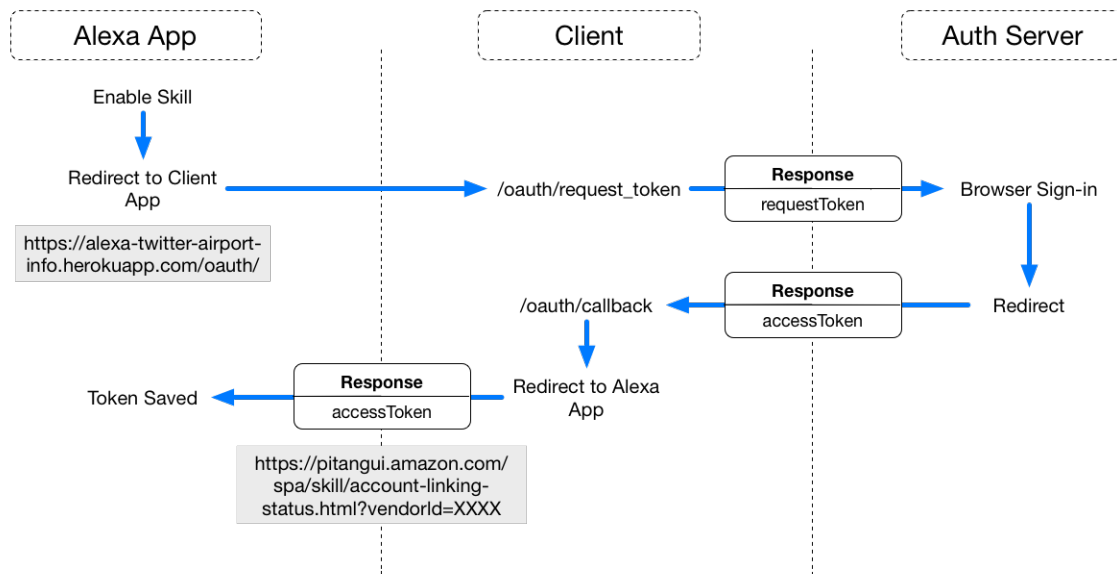 Alexa App
Client
Auth Server
Enable Skill
Redirect to Client
App
https://alexa-twitter-airport-
info.herokuapp.com/oauth/
/oauth/request_token
Response
requestToken
Browser Sign-in
Redirect
Response
accessToken
/oauth/callback
Redirect to Alexa
App
Response
accessToken
Token Saved
https://pitangui.amazon.com/
spa/skill/account-linking-
status.html?vendorId=XXXX